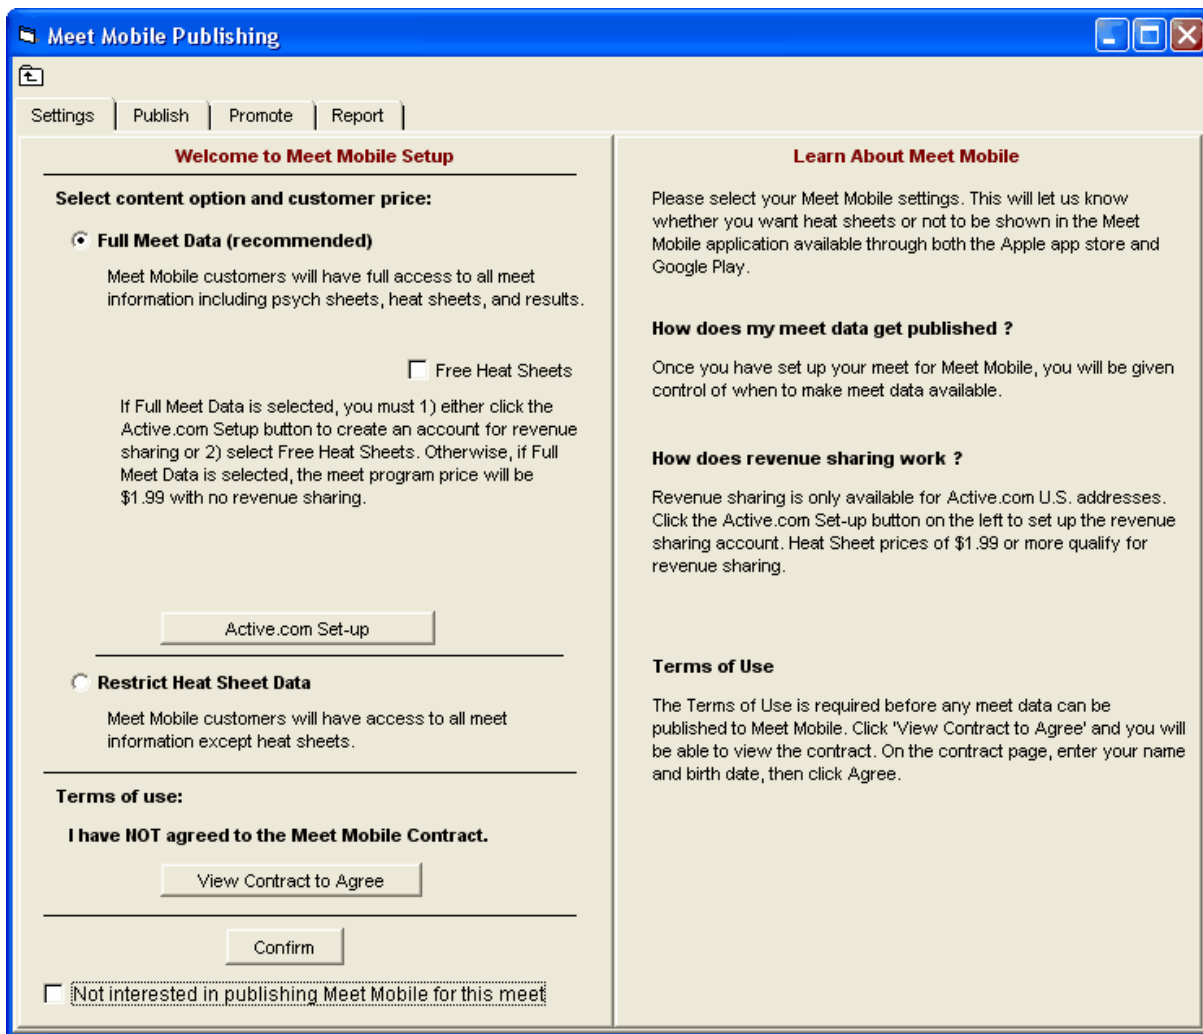 Meet Mobile Publishing
Settings
Publish
Promote
Report
Welcome to Meet Mobile Setup
Select content option and customer price:
Full Meet Data (recommended)
Meet Mobile customers will have full access to all meet
information including psych sheets, heat sheets, and results.
Free Heat Sheets
If Full Meet Data is selected, you must 1) either click the
Active.com Setup button to create an account for revenue
sharing or 2) select Free Heat Sheets. Otherwise, if Full
Meet Data is selected, the meet program price will be
$1.99 with no revenue sharing.
Active.com Set-up
Restrict Heat Sheet Data
Meet Mobile customers will have access to all meet
information except heat sheets.
Terms of use:
I have NOT agreed to the Meet Mobile Contract.
View Contract to Agree
Confirm
Not interested in publishing Meet Mobile for this meet
Learn About Meet Mobile
Please select your Meet Mobile settings. This will let us know
whether you want heat sheets or not to be shown in the Meet
Mobile application available through both the Apple app store and
Google Play.
How does my meet data get published ?
Once you have set up your meet for Meet Mobile, you will be given
control of when to make meet data available.
How does revenue sharing work ?
Revenue sharing is only available for Active.com U.S. addresses.
Click the Active.com Set-up button on the left to set up the revenue
sharing account. Heat Sheet prices of $1.99 or more qualify for
revenue sharing.
Terms of Use
The Terms of Use is required before any meet data can be
published to Meet Mobile. Click 'View Contract to Agree' and you will
be able to view the contract. On the contract page, enter your name
and birth date, then click Agree.